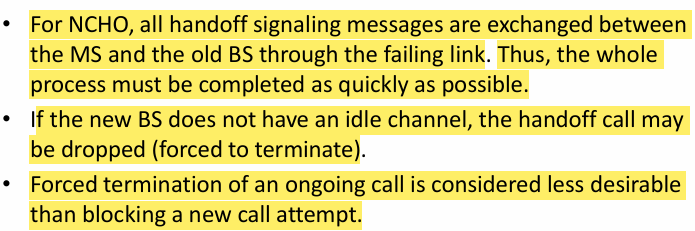 • For NCHO, all handoff signaling messages are exchanged between
the MS and the old BS through the failing link. Thus, the whole
process must be completed as quickly as possible.
• If the new BS does not have an idle channel, the handoff call may
be dropped (forced to terminate).
• Forced termination of an ongoing call is considered less desirable
than blocking a new call attempt.